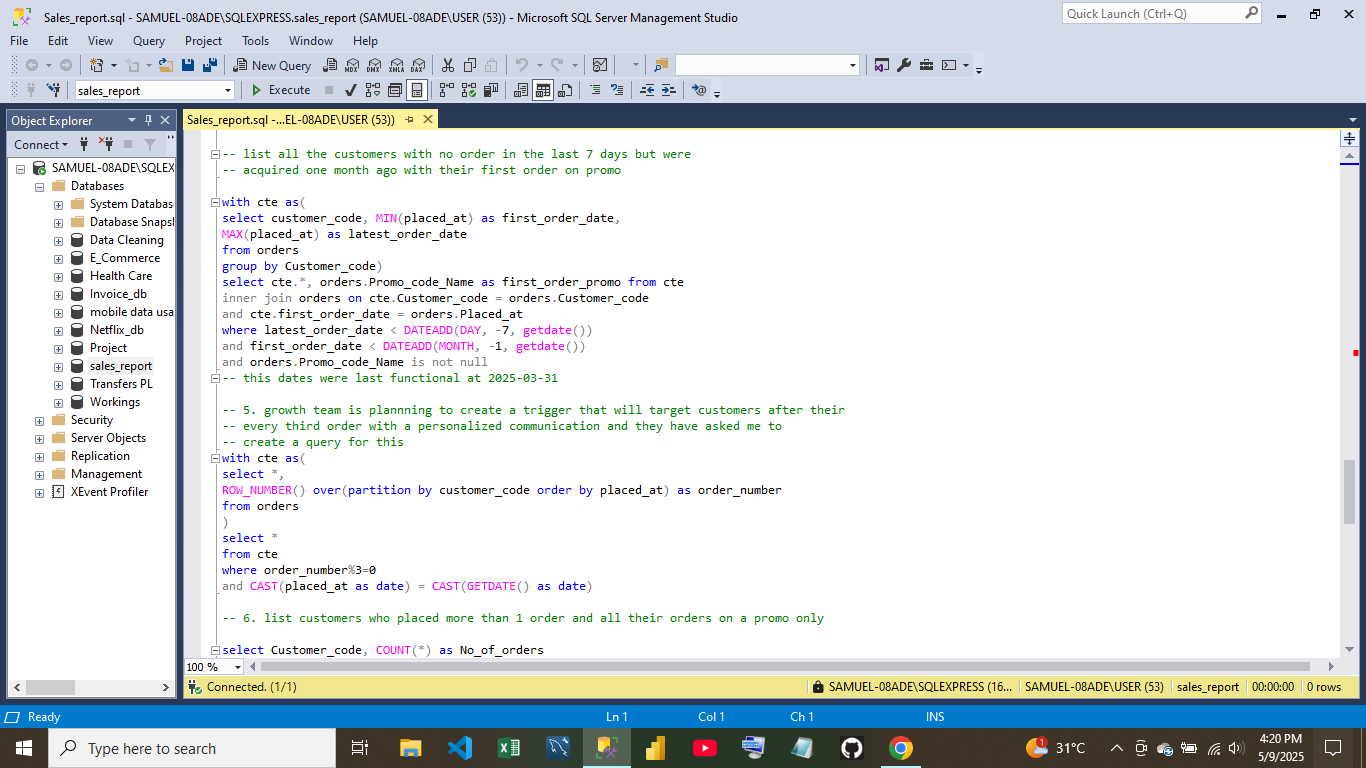 Sales_report.sql - SAMUEL-08ADE\SQLEXPRESS.sales_report (SAMUEL-08ADE\USER (53)) - Microsoft SQL Server Management Studio
Quick Launch (Ctrl+Q)
File Edit View Query Project Tools Window Help
New Query
MDX DMX XMLA DAX
sales_report
Execute
Object Explorer
Connect
SAMUEL-08ADE\SQLEX
Databases
System Databas
Database Snapsl
Data Cleaning
E_Commerce
Health Care
Invoice_db
mobile data usa
Netflix_db
Project
sales_report
Transfers PL
Workings
Security
Server Objects
Replication
Management
XEvent Profiler
Sales_report.sql -...EL-08ADE\USER (53))
-- list all the customers with no order in the last 7 days but were
-- acquired one month ago with their first order on promo
with cte as(
select customer_code, MIN(placed_at) as first_order_date,
MAX(placed_at) as latest_order_date
from orders
group by Customer_code)
select cte.*, orders.Promo_code_Name as first_order_promo from cte
inner join orders on cte.Customer_code = orders.Customer_code
and cte.first_order_date = orders.Placed_at
where latest_order_date < DATEADD(DAY, -7, getdate())
and first_order_date < DATEADD(MONTH, -1, getdate())
and orders.Promo_code_Name is not null
-- this dates were last functional at 2025-03-31
-- 5. growth team is plannning to create a trigger that will target customers after their
-- every third order with a personalized communication and they have asked me to
-- create a query for this
with cte as(
select *,
ROW_NUMBER() over(partition by customer_code order by placed_at) as order_number
from orders
)
select *
from cte
where order_number%3=0
and CAST(placed_at as date) = CAST(GETDATE() as date)
-- 6. list customers who placed more than 1 order and all their orders on a promo only
select Customer_code, COUNT(*) as No_of_orders
100 %
Connected. (1/1)
SAMUEL-08ADE\SQLEXPRESS (16... SAMUEL-08ADE\USER (53) sales_report 00:00:00 0 rows
Ready
Ln 1 Col 1 Ch 1 INS
Type here to search
1
31°C
4:20 PM
5/9/2025